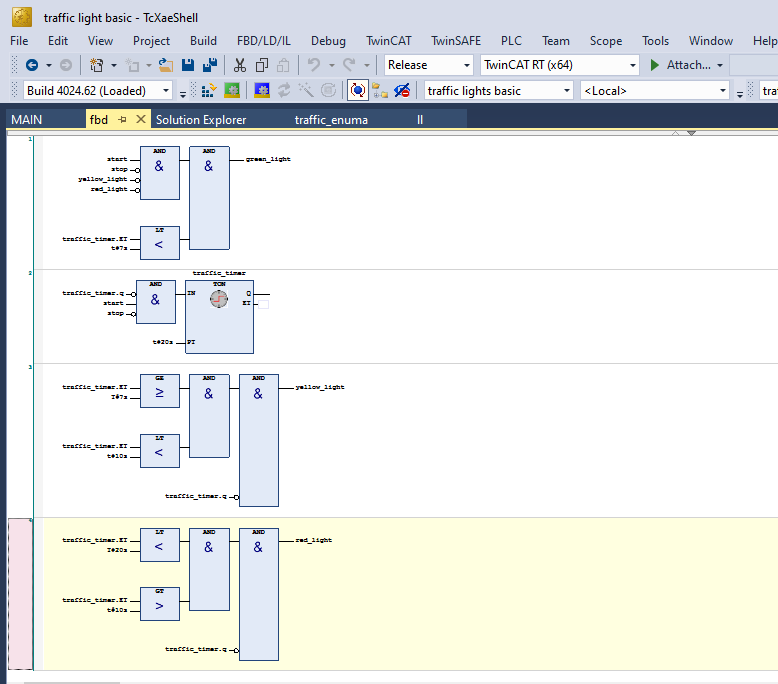 traffic light basic - TcXaeShell
File Edit View Project Build FBD/LD/IL Debug TwinCAT TwinSAFE PLC Team Scope Tools Window Help
Release TwinCAT RT (x64) Attach...
Build 4024.62 (Loaded) traffic lights basic <Local> tra
MAIN fbd Solution Explorer traffic_enuma II
1
AND AND
start & & green_light
stop
yellow_light
red_light
LT
traffic_timer.ET <
t#7s
2
traffic_timer
AND TON
traffic_timer.q & IN Q
start ET
stop
t#20s PT
3
GE AND AND
traffic_timer.ET ≥ & & yellow_light
T#7s
LT
traffic_timer.ET <
t#10s
traffic_timer.q
4
LT AND AND
traffic_timer.ET < & & red_light
T#20s
GT
traffic_timer.ET >
t#10s
traffic_timer.q